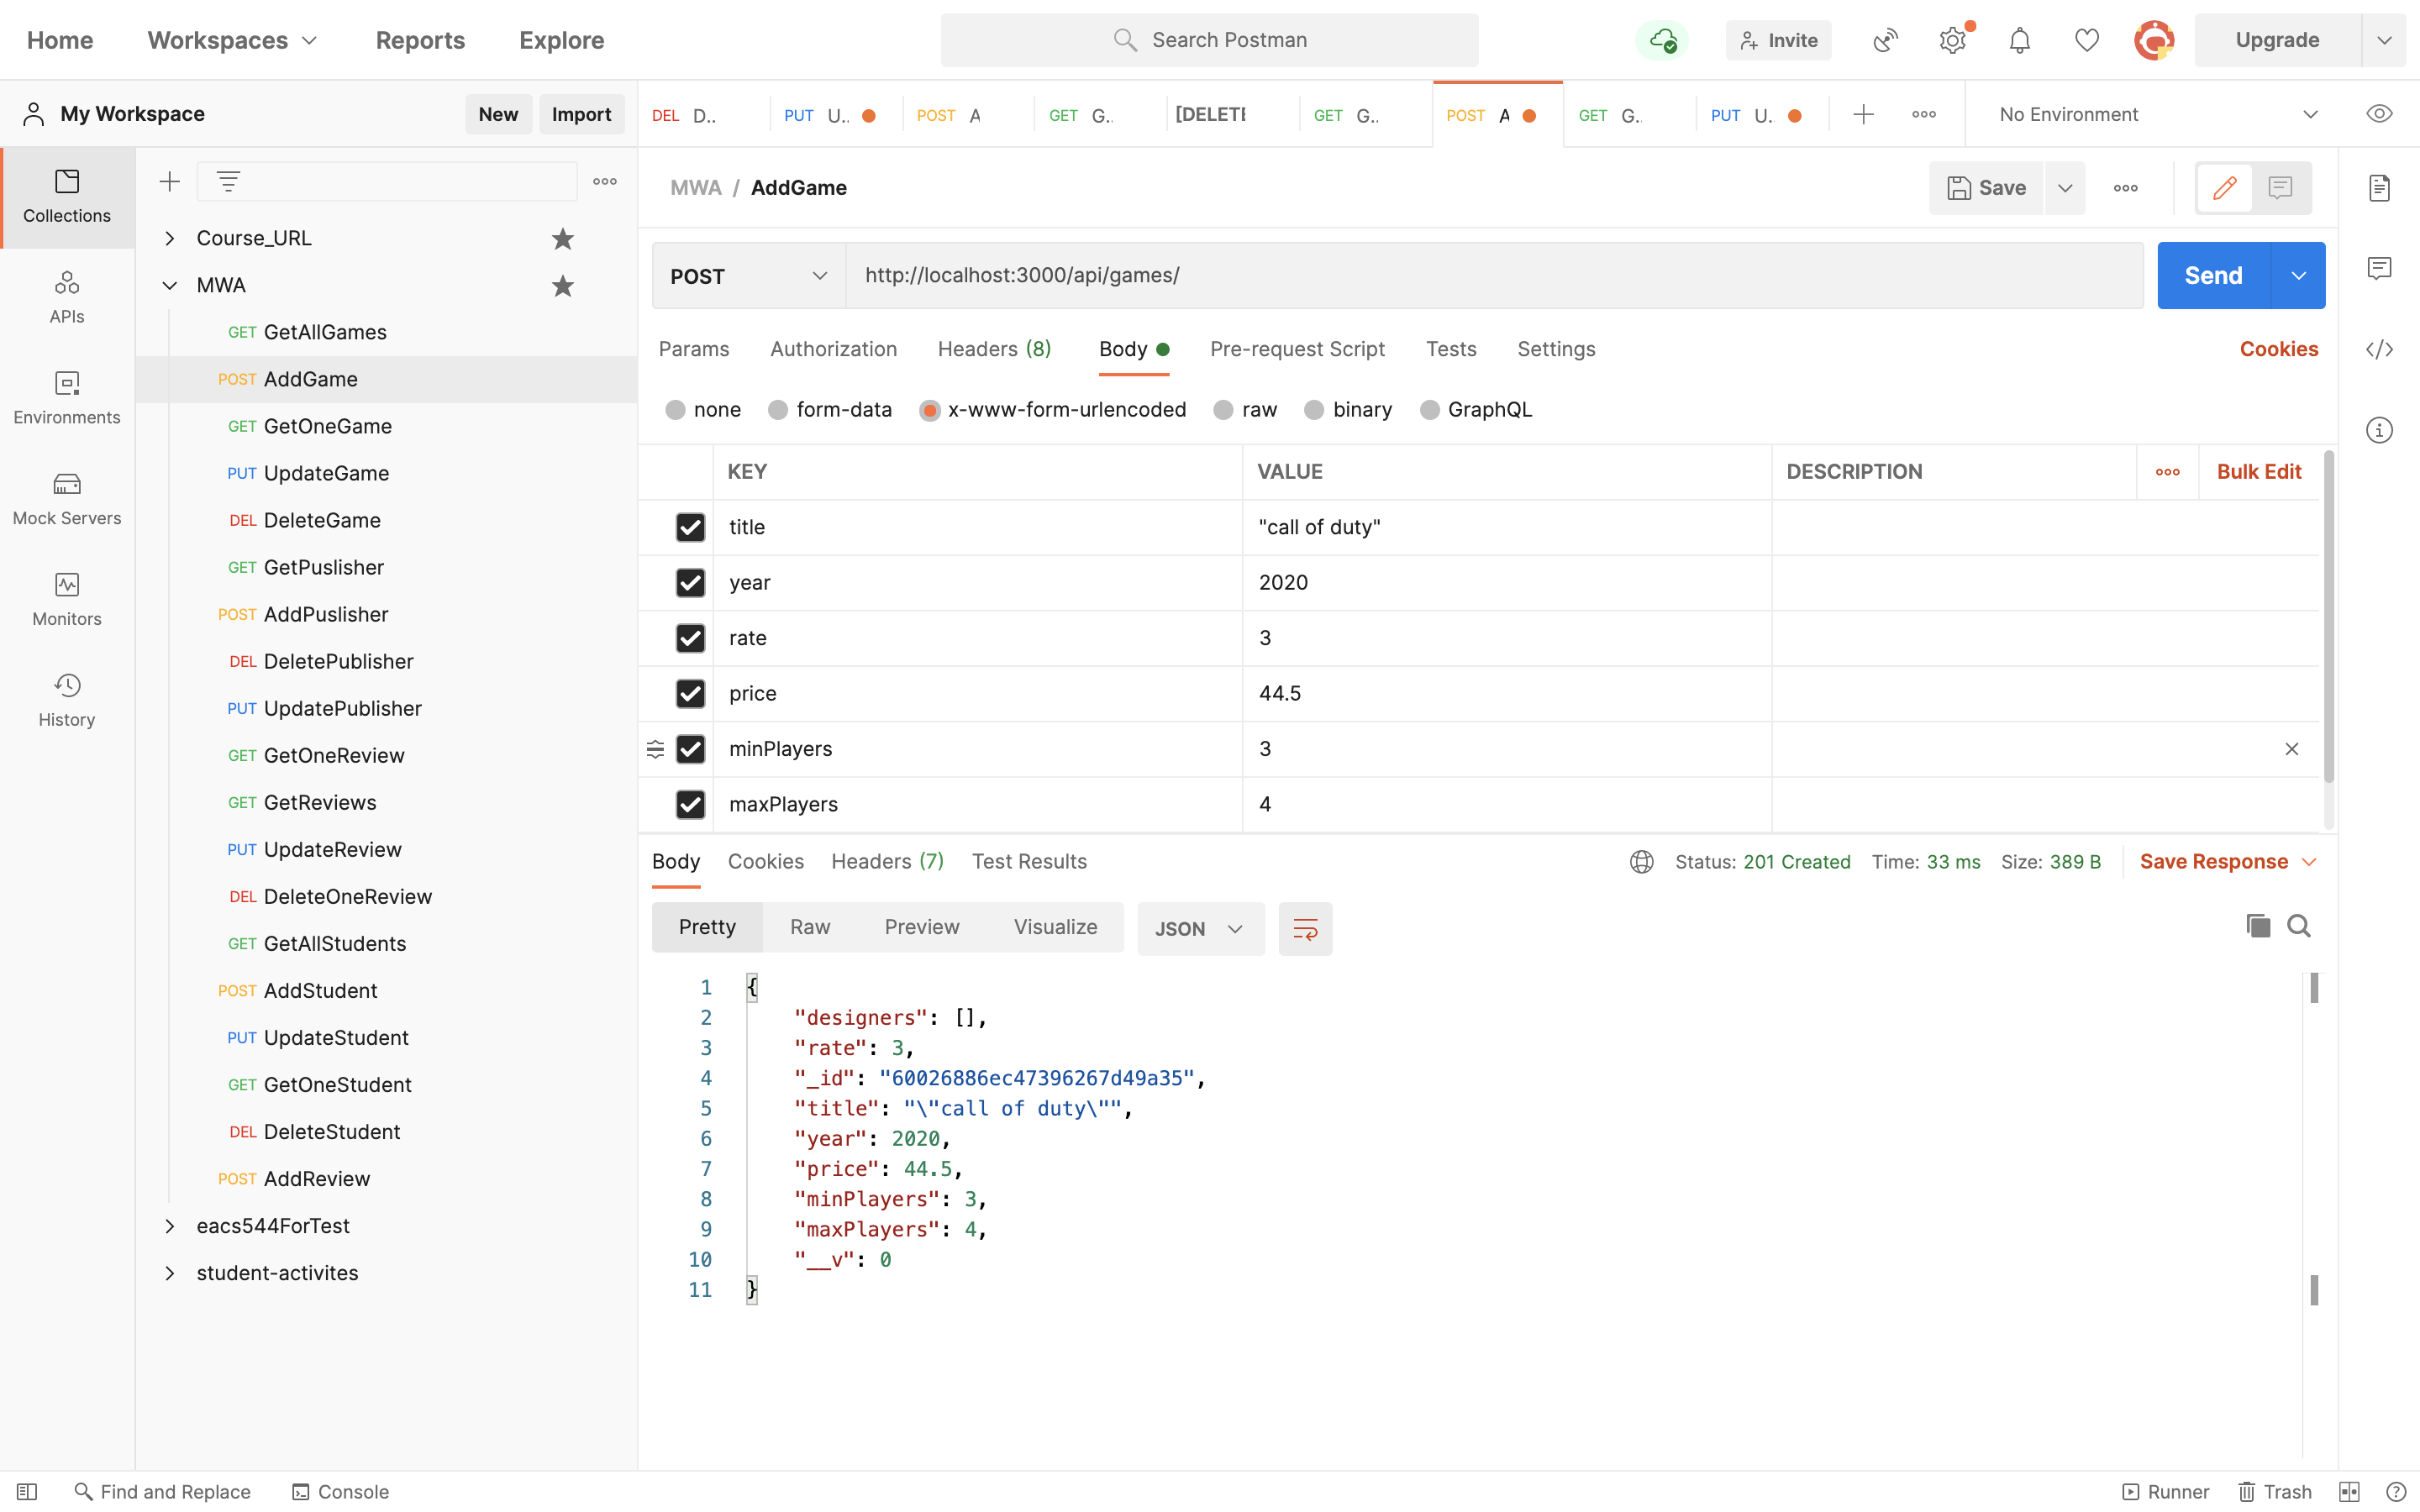 Home Workspaces Reports Explore Search Postman Invite Upgrade
My Workspace New Import
DEL D.. PUT U.. POST A GET G.. [DELETE GET G.. POST A GET G.. PUT U.. No Environment
Collections
APIs
Environments
Mock Servers
Monitors
History
Course_URL
MWA
GET GetAllGames
POST AddGame
GET GetOneGame
PUT UpdateGame
DEL DeleteGame
GET GetPuslisher
POST AddPuslisher
DEL DeletePublisher
PUT UpdatePublisher
GET GetOneReview
GET GetReviews
PUT UpdateReview
DEL DeleteOneReview
GET GetAllStudents
POST AddStudent
PUT UpdateStudent
GET GetOneStudent
DEL DeleteStudent
POST AddReview
eacs544ForTest
student-activites
MWA / AddGame Save
POST http://localhost:3000/api/games/ Send
Params Authorization Headers (8) Body Pre-request Script Tests Settings Cookies
none form-data x-www-form-urlencoded raw binary GraphQL
KEY VALUE DESCRIPTION Bulk Edit
title "call of duty"
year 2020
rate 3
price 44.5
minPlayers 3
maxPlayers 4
Body Cookies Headers (7) Test Results Status: 201 Created Time: 33 ms Size: 389 B Save Response
Pretty Raw Preview Visualize JSON
1 {
2 "designers": [],
3 "rate": 3,
4 "_id": "60026886ec47396267d49a35",
5 "title": "\"call of duty\"",
6 "year": 2020,
7 "price": 44.5,
8 "minPlayers": 3,
9 "maxPlayers": 4,
10 "__v": 0
11 }
Find and Replace Console Runner Trash